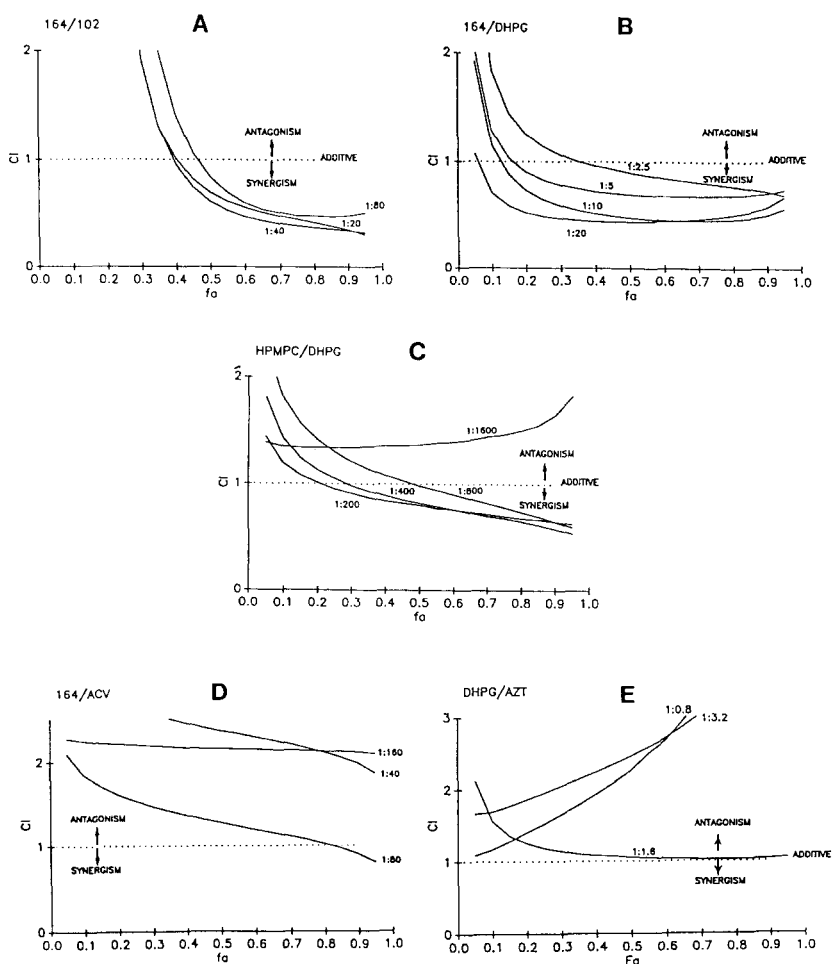 164/102
A
2
1
0
CI
ANTAGONISM
ADDITIVE
SYNERGISM
1:80
1:20
1:40
0.0 0.1 0.2 0.3 0.4 0.5 0.6 0.7 0.8 0.9 1.0
fa
164/DHPG
B
2
1
0
CI
ANTAGONISM
ADDITIVE
SYNERGISM
1:2.5
1:5
1:10
1:20
0.0 0.1 0.2 0.3 0.4 0.5 0.6 0.7 0.8 0.9 1.0
fa
HPMPC/DHPG
C
2
1
0
CI
1:1600
ANTAGONISM
ADDITIVE
SYNERGISM
1:400
1:800
1:200
0.0 0.1 0.2 0.3 0.4 0.5 0.6 0.7 0.8 0.9 1.0
fa
164/ACV
D
2
1
0
CI
1:160
1:40
1:80
ANTAGONISM
SYNERGISM
0.0 0.1 0.2 0.3 0.4 0.5 0.6 0.7 0.8 0.9 1.0
fa
DHPG/AZT
E
3
2
1
0
CI
1:0.8
1:3.2
1:1.6
ANTAGONISM
ADDITIVE
SYNERGISM
0.0 0.1 0.2 0.3 0.4 0.5 0.6 0.7 0.8 0.9 1.0
Fa